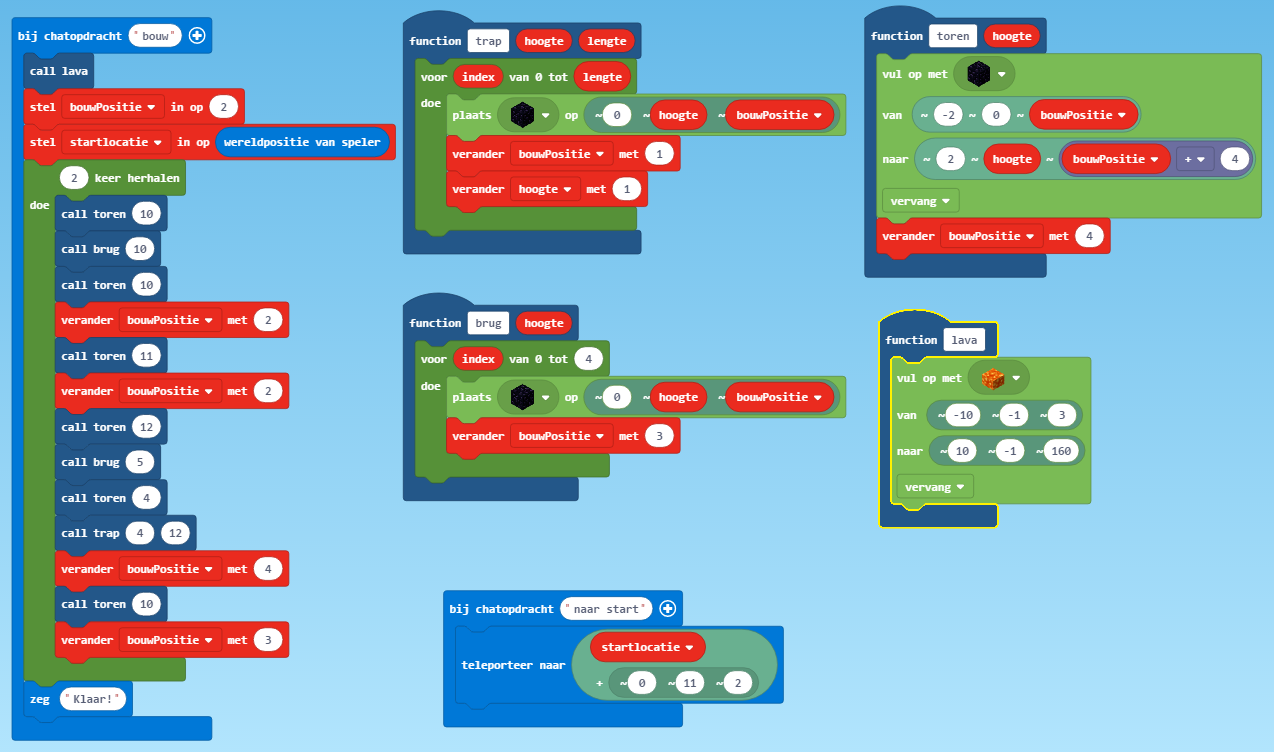 bij chatopdracht "bouw"
call lava
stel bouwPositie in op 2
stel startlocatie in op wereldpositie van speler
2 keer herhalen
doe
call toren 10
call brug 10
call toren 10
verander bouwPositie met 2
call toren 11
verander bouwPositie met 2
call toren 12
call brug 5
call toren 4
call trap 4 12
verander bouwPositie met 4
call toren 10
verander bouwPositie met 3
zeg "Klaar!"
function trap hoogte lengte
voor index van 0 tot lengte
doe
plaats op ~ 0 ~ hoogte ~ bouwPositie
verander bouwPositie met 1
verander hoogte met 1
function brug hoogte
voor index van 0 tot 4
doe
plaats op ~ 0 ~ hoogte ~ bouwPositie
verander bouwPositie met 3
bij chatopdracht "naar start"
teleporteer naar
startlocatie
+ ~ 0 ~ 11 ~ 2
function toren hoogte
vul op met
van ~ -2 ~ 0 ~ bouwPositie
naar ~ 2 ~ hoogte ~ bouwPositie + 4
vervang
verander bouwPositie met 4
function lava
vul op met
van ~ -10 ~ -1 ~ 3
naar ~ 10 ~ -1 ~ 160
vervang